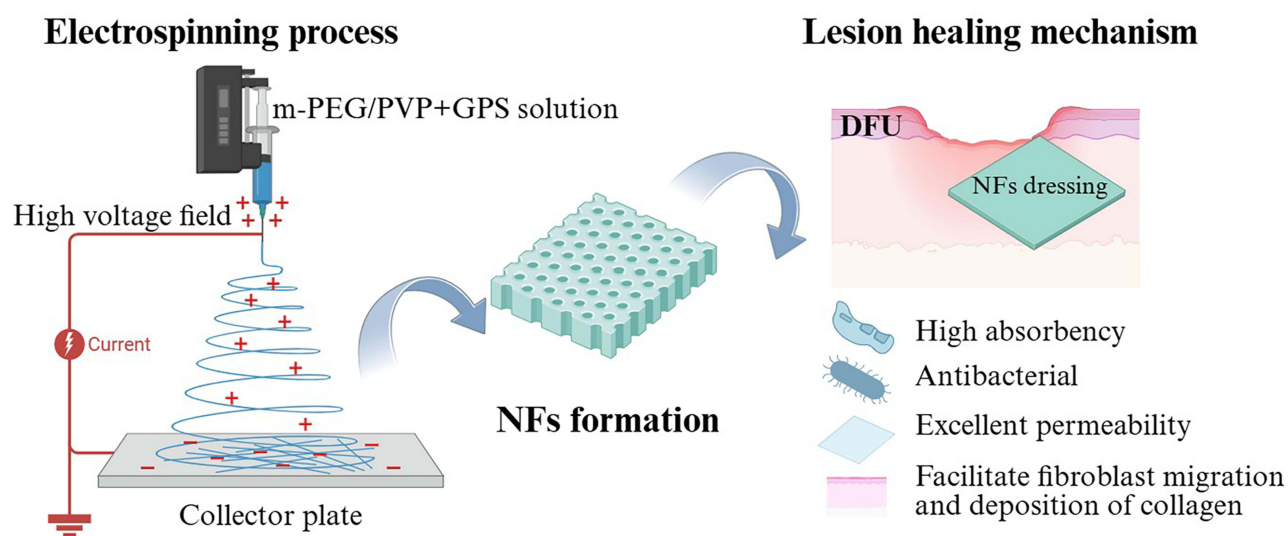 Electrospinning process
m-PEG/PVP+GPS solution
High voltage field
Current
Collector plate
NFs formation
Lesion healing mechanism
DFU
NFs dressing
High absorbency
Antibacterial
Excellent permeability
Facilitate fibroblast migration
and deposition of collagen